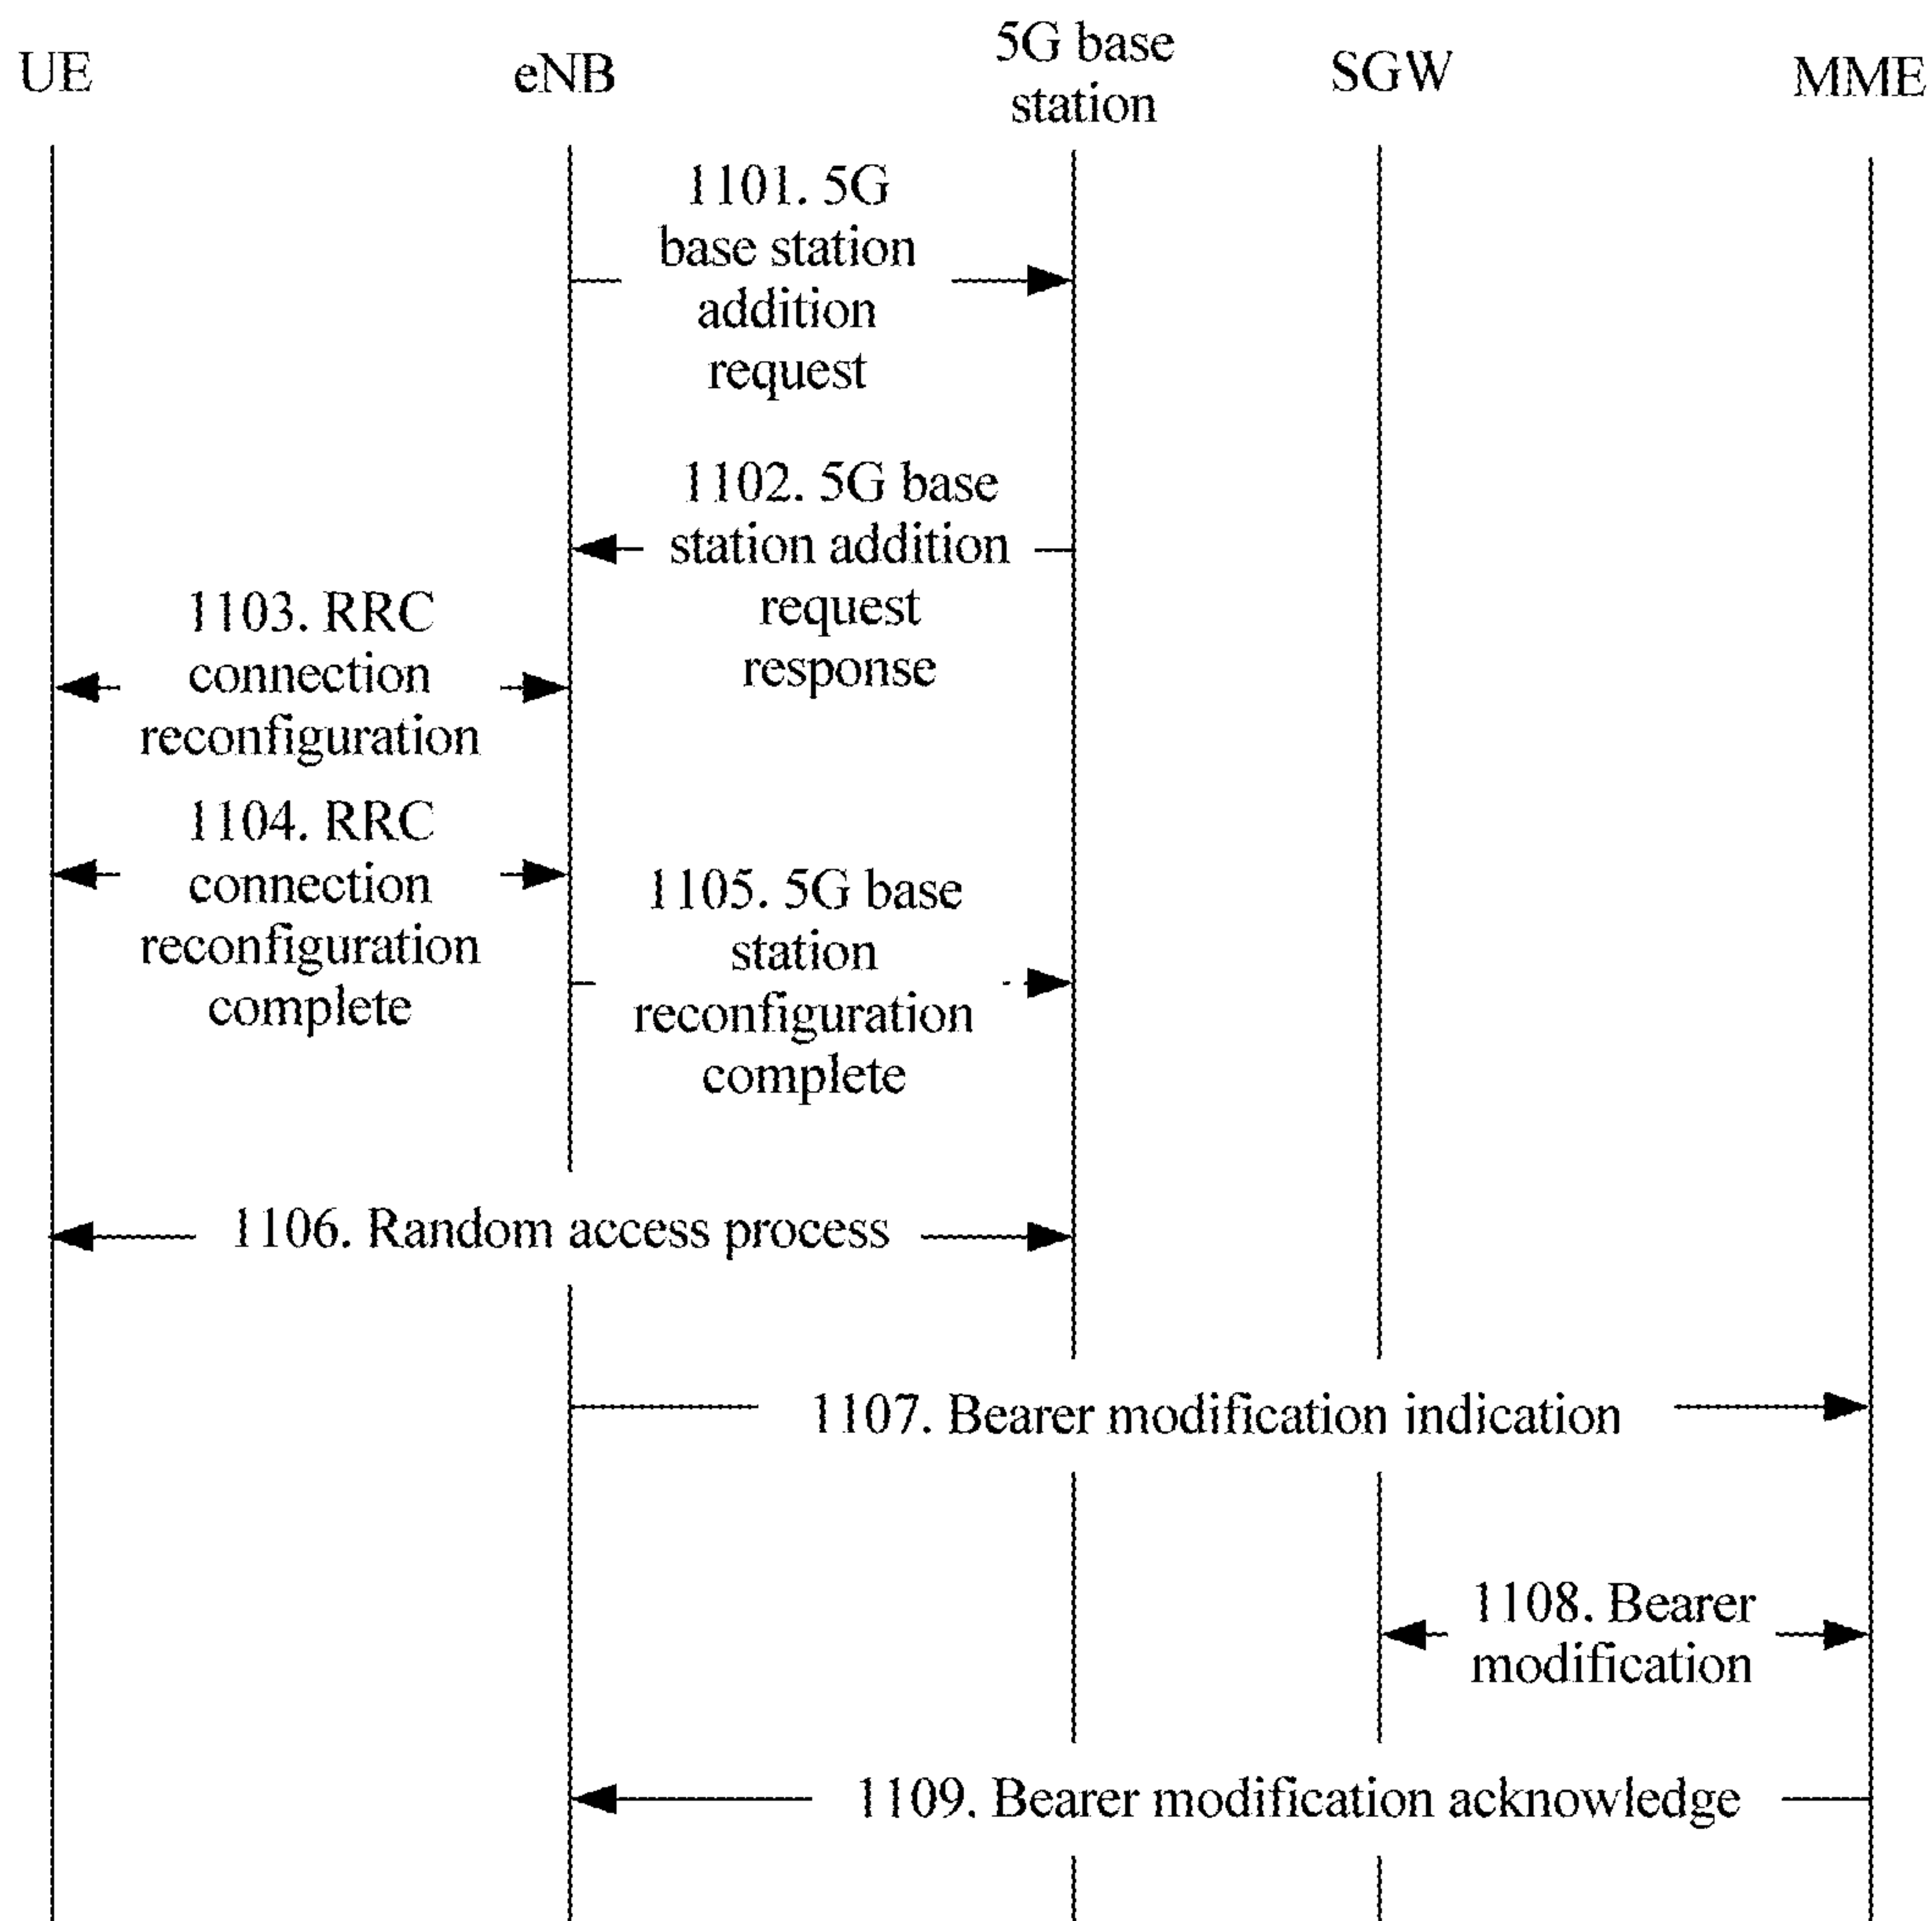 UE
eNB
5G base
station
SGW
MME
1101. 5G
base station
addition
request
1102. 5G base
station addition
request
response
1103. RRC
connection
reconfiguration
1104. RRC
connection
reconfiguration
complete
1105. 5G base
station
reconfiguration
complete
1106. Random access process
1107. Bearer modification indication
1108. Bearer
modification
1109. Bearer modification acknowledge